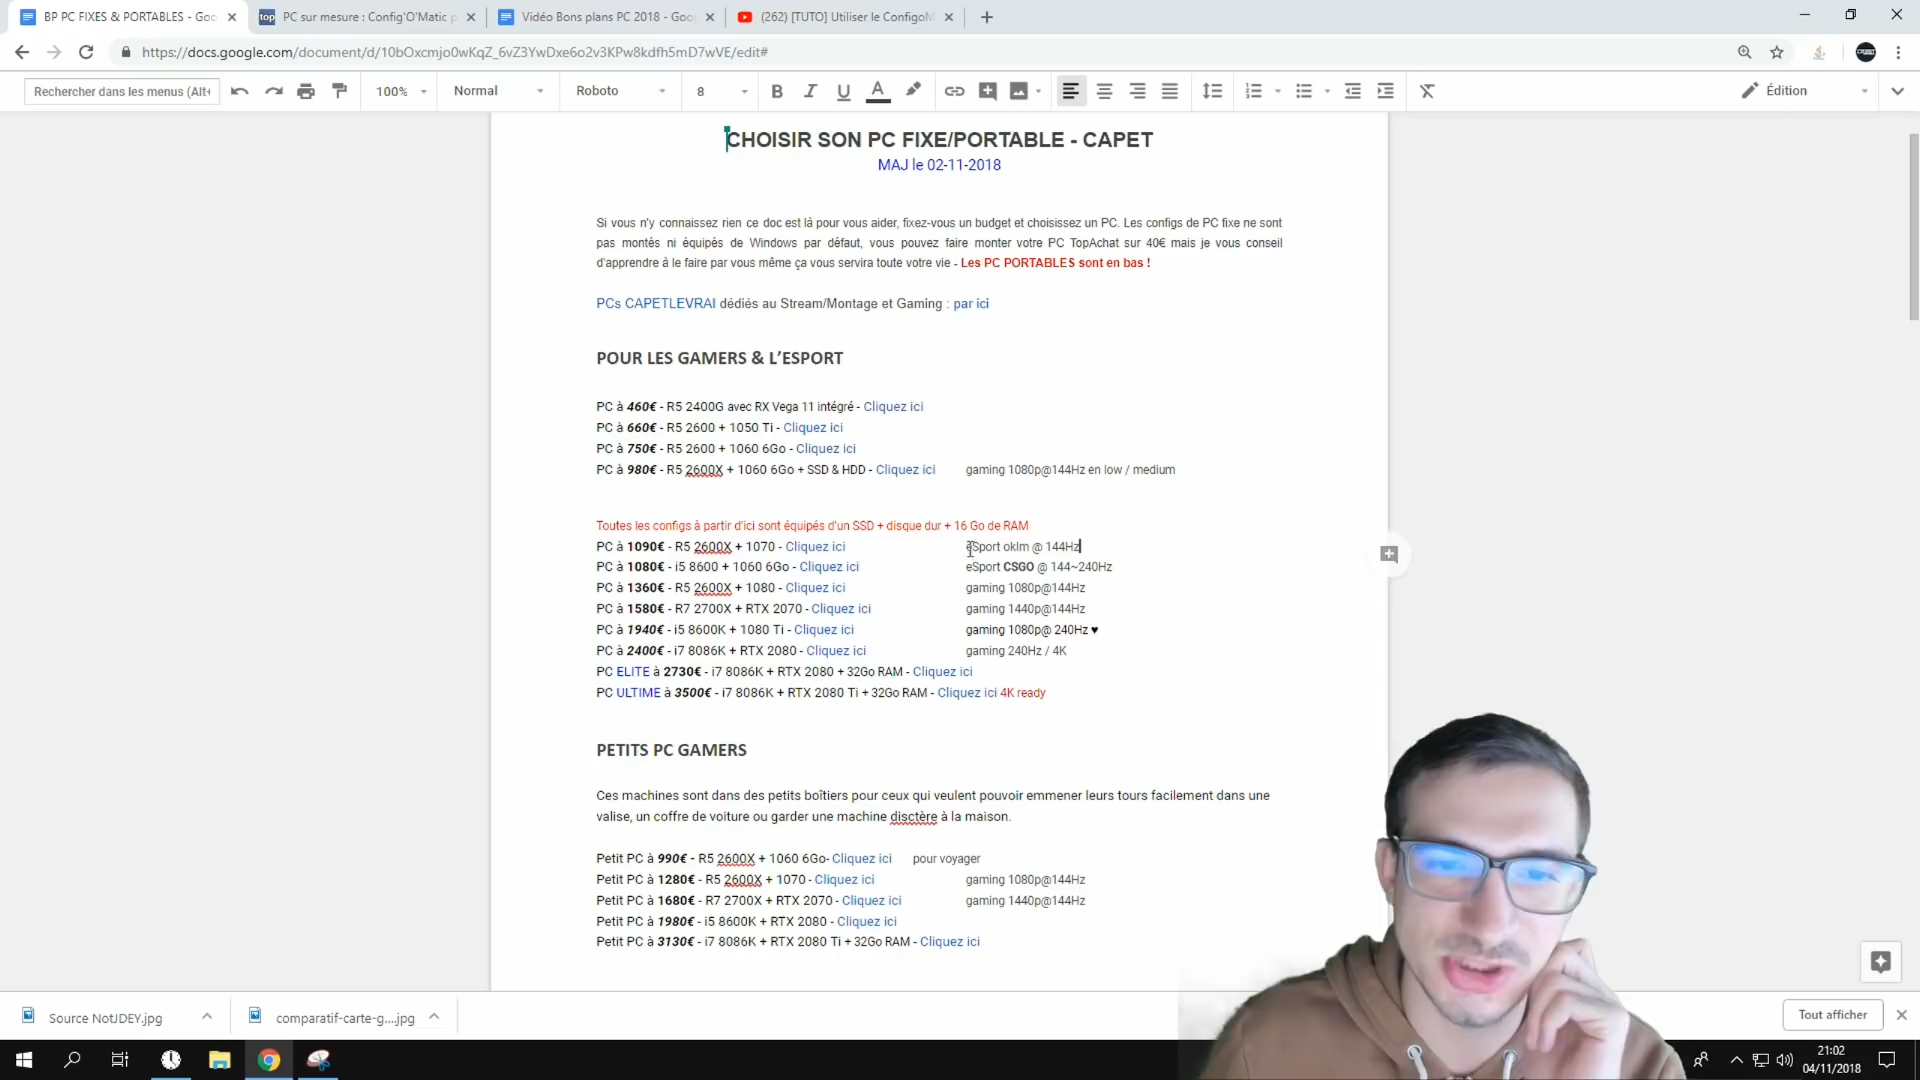 BP PC FIXES & PORTABLES - Goo
top PC sur mesure : Config'O'Matic p
Vidéo Bons plans PC 2018 - Goo
(262) [TUTO] Utiliser le ConfigoM
https://docs.google.com/document/d/10bOxcmjo0wKqZ_6vZ3YwDxe6o2v3KPw8kdfh5mD7wVE/edit#
Rechercher dans les menus (Alt+
100%
Normal
Roboto
8
Édition
CHOISIR SON PC FIXE/PORTABLE - CAPET
MAJ le 02-11-2018
Si vous n'y connaissez rien ce doc est là pour vous aider, fixez-vous un budget et choisissez un PC. Les configs de PC fixe ne sont
pas montés ni équipés de Windows par défaut, vous pouvez faire monter votre PC TopAchat sur 40€ mais je vous conseil
d'apprendre à le faire par vous même ça vous servira toute votre vie - Les PC PORTABLES sont en bas !
PCs CAPETLEVRAI dédiés au Stream/Montage et Gaming : par ici
POUR LES GAMERS & L'ESPORT
PC à 460€ - R5 2400G avec RX Vega 11 intégré - Cliquez ici
PC à 660€ - R5 2600 + 1050 Ti - Cliquez ici
PC à 750€ - R5 2600 + 1060 6Go - Cliquez ici
PC à 980€ - R5 2600X + 1060 6Go + SSD & HDD - Cliquez ici gaming 1080p@144Hz en low / medium
Toutes les configs à partir d'ici sont équipés d'un SSD + disque dur + 16 Go de RAM
PC à 1090€ - R5 2600X + 1070 - Cliquez ici eSport oklm @ 144Hz
PC à 1080€ - i5 8600 + 1060 6Go - Cliquez ici eSport CSGO @ 144~240Hz
PC à 1360€ - R5 2600X + 1080 - Cliquez ici gaming 1080p@144Hz
PC à 1580€ - R7 2700X + RTX 2070 - Cliquez ici gaming 1440p@144Hz
PC à 1940€ - i5 8600K + 1080 Ti - Cliquez ici gaming 1080p@ 240Hz ♥
PC à 2400€ - i7 8086K + RTX 2080 - Cliquez ici gaming 240Hz / 4K
PC ELITE à 2730€ - i7 8086K + RTX 2080 + 32Go RAM - Cliquez ici
PC ULTIME à 3500€ - i7 8086K + RTX 2080 Ti + 32Go RAM - Cliquez ici 4K ready
PETITS PC GAMERS
Ces machines sont dans des petits boîtiers pour ceux qui veulent pouvoir emmener leurs tours facilement dans une
valise, un coffre de voiture ou garder une machine disctère à la maison.
Petit PC à 990€ - R5 2600X + 1060 6Go- Cliquez ici pour voyager
Petit PC à 1280€ - R5 2600X + 1070 - Cliquez ici gaming 1080p@144Hz
Petit PC à 1680€ - R7 2700X + RTX 2070 - Cliquez ici gaming 1440p@144Hz
Petit PC à 1980€ - i5 8600K + RTX 2080 - Cliquez ici
Petit PC à 3130€ - i7 8086K + RTX 2080 Ti + 32Go RAM - Cliquez ici
Source NotJDEY.jpg
comparatif-carte-g....jpg
Tout afficher
21:02
04/11/2018